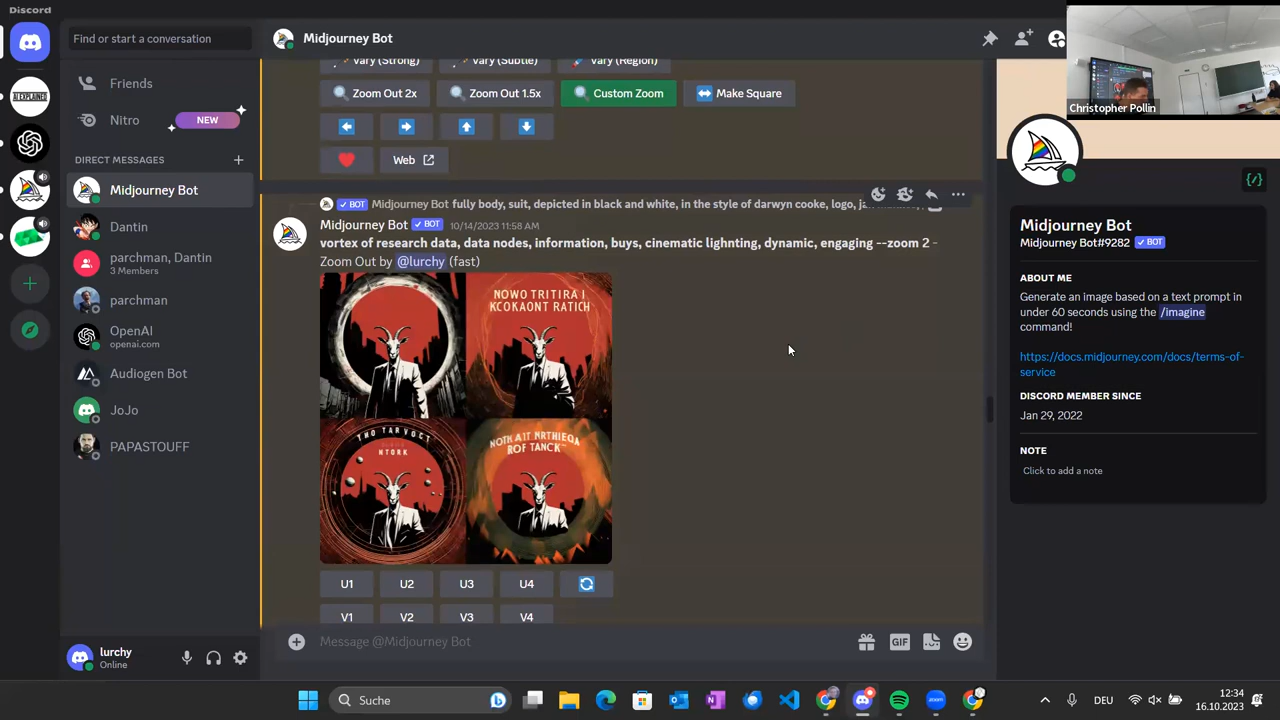 Discord
Find or start a conversation
Midjourney Bot
Christopher Pollin
Friends
Nitro
NEW
DIRECT MESSAGES
Midjourney Bot
Dantin
parchman, Dantin
3 Members
parchman
OpenAI
openai.com
Audiogen Bot
JoJo
PAPASTOUFF
lurchy
Online
AI EXPLAINED
Vary (Strong)
Vary (Subtle)
Vary (Region)
Zoom Out 2x
Zoom Out 1.5x
Custom Zoom
Make Square
Web
BOT Midjourney Bot fully body, suit, depicted in black and white, in the style of darwyn cooke, logo,
Midjourney Bot BOT 10/14/2023 11:58 AM
vortex of research data, data nodes, information, buys, cinematic lighnting, dynamic, engaging --zoom 2 -
Zoom Out by @lurchy (fast)
NOWO TRITIRA I
KCOKAONT RATICH
THO TARVOCT
NTORK
NOTH AIT NRTHIEQA
ROF TANCK
U1
U2
U3
U4
V1
V2
V3
V4
Message @Midjourney Bot
GIF
Midjourney Bot
Midjourney Bot#9282 BOT
ABOUT ME
Generate an image based on a text prompt in
under 60 seconds using the /imagine
command!
https://docs.midjourney.com/docs/terms-of-
service
DISCORD MEMBER SINCE
Jan 29, 2022
NOTE
Click to add a note
Suche
zoom
DEU
12:34
16.10.2023